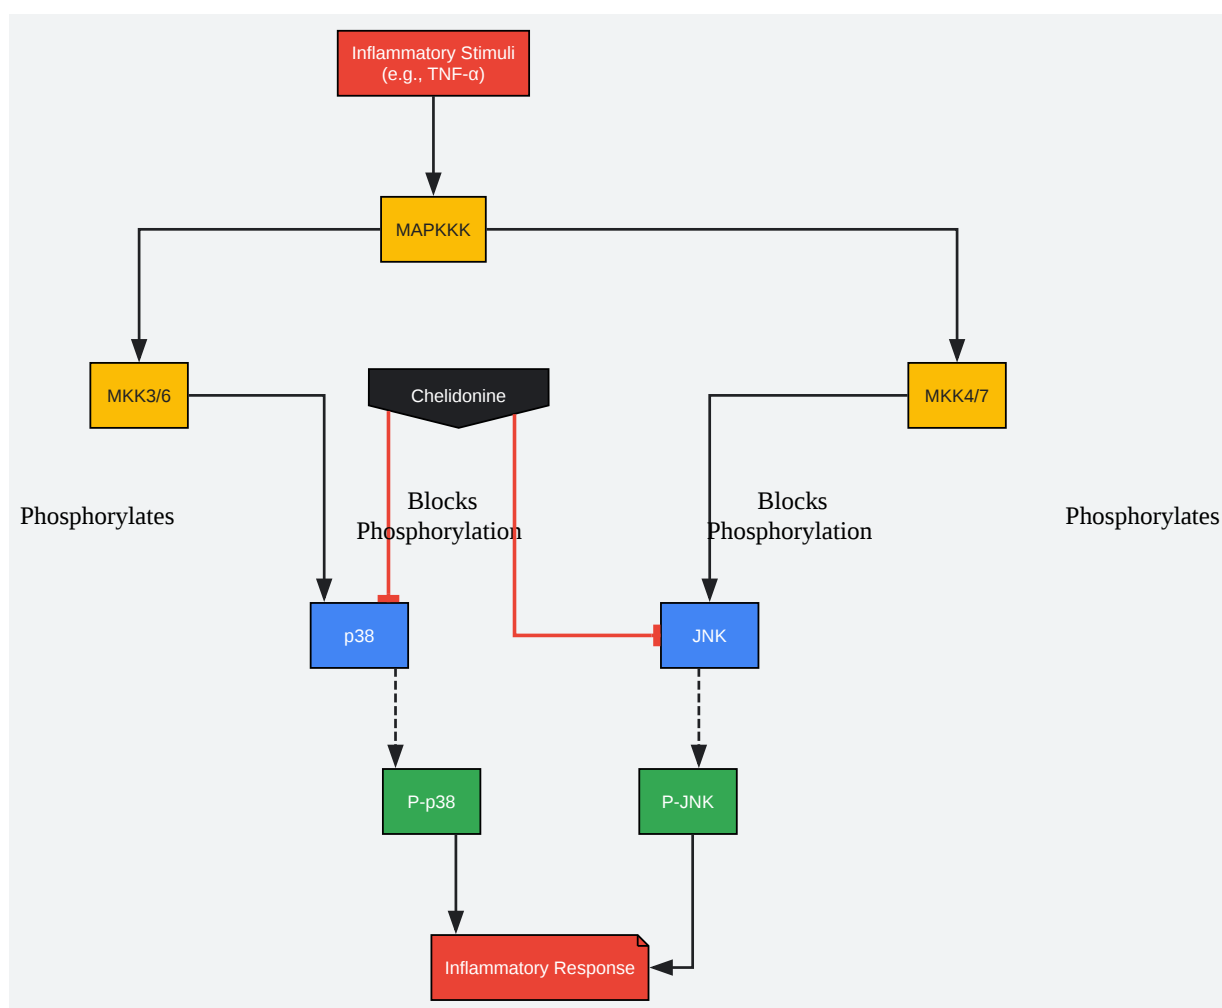 Inflammatory Stimuli
(e.g., TNF-α)
MAPKKK
MKK3/6
Chelidonine
MKK4/7
Phosphorylates
Blocks
Phosphorylation
Blocks
Phosphorylation
Phosphorylates
p38
JNK
P-p38
P-JNK
Inflammatory Response